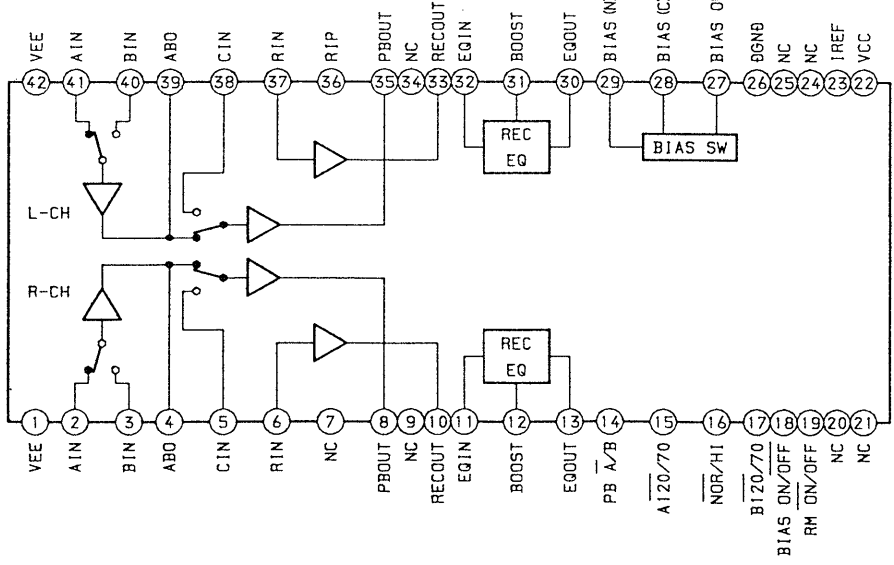 VEE
AIN
BIN
ABO
CIN
RIN
RIP
PBOUT
NC
RECOUT
EQIN
BOOST
EQOUT
BIAS (N)
BIAS
BIAS
DGND
NC
NC
IREF
VCC
42 41 40 39 38 37 36 35 34 33 32 31 30 29 28 27 26 25 24 23 22
REC
EQ
BIAS SW
L-CH
R-CH
REC
EQ
1 2 3 4 5 6 7 8 9 10 11 12 13 14 15 16 17 18 19 20 21
VEE
AIN
BIN
ABO
CIN
RIN
NC
PBOUT
NC
RECOUT
EQIN
BOOST
EQOUT
PB A/B
A120/70
NOR/HI
B120/70
BIAS ON/OFF
RM ON/OFF
NC
NC